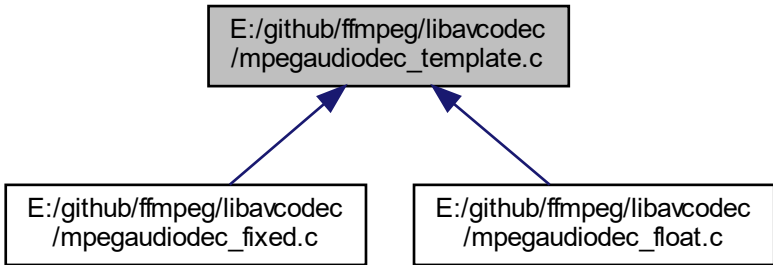 E:/github/ffmpeg/libavcodec
/mpegaudiodec_template.c
E:/github/ffmpeg/libavcodec
/mpegaudiodec_fixed.c
E:/github/ffmpeg/libavcodec
/mpegaudiodec_float.c